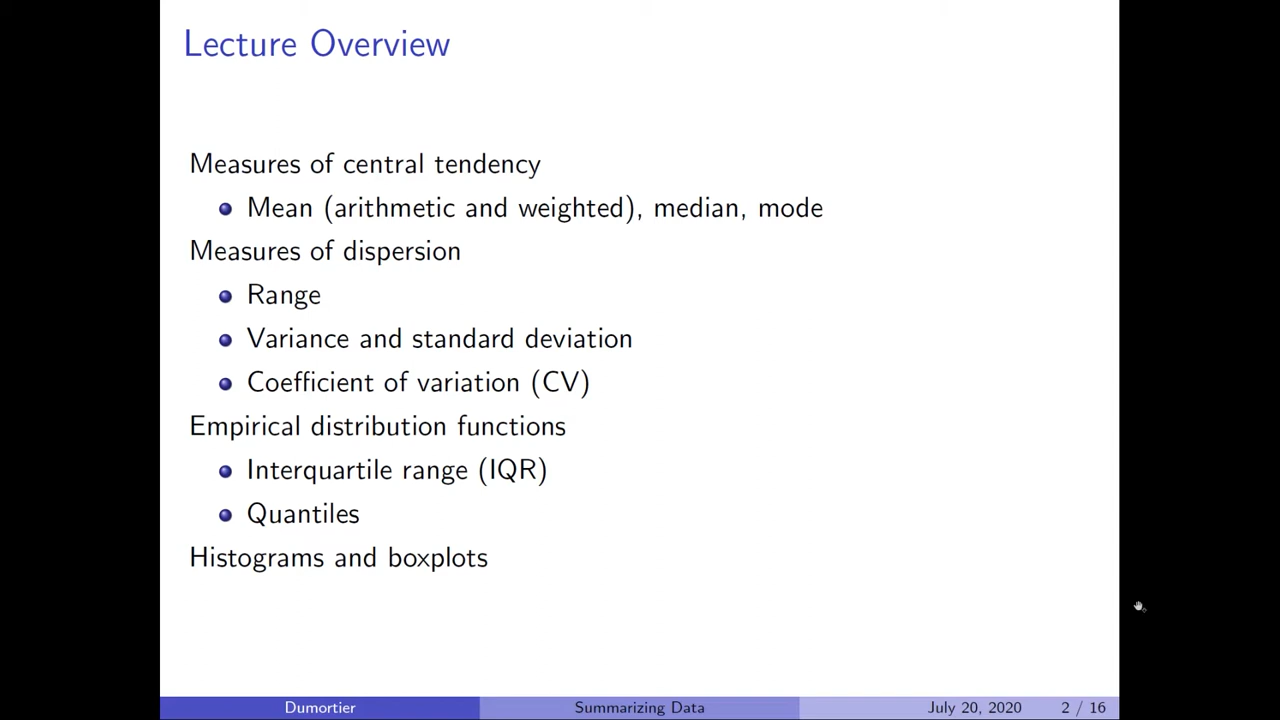 Lecture Overview
Measures of central tendency
Mean (arithmetic and weighted), median, mode
Measures of dispersion
Range
Variance and standard deviation
Coefficient of variation (CV)
Empirical distribution functions
Interquartile range (IQR)
Quantiles
Histograms and boxplots
Dumortier Summarizing Data July 20, 2020 2 / 16